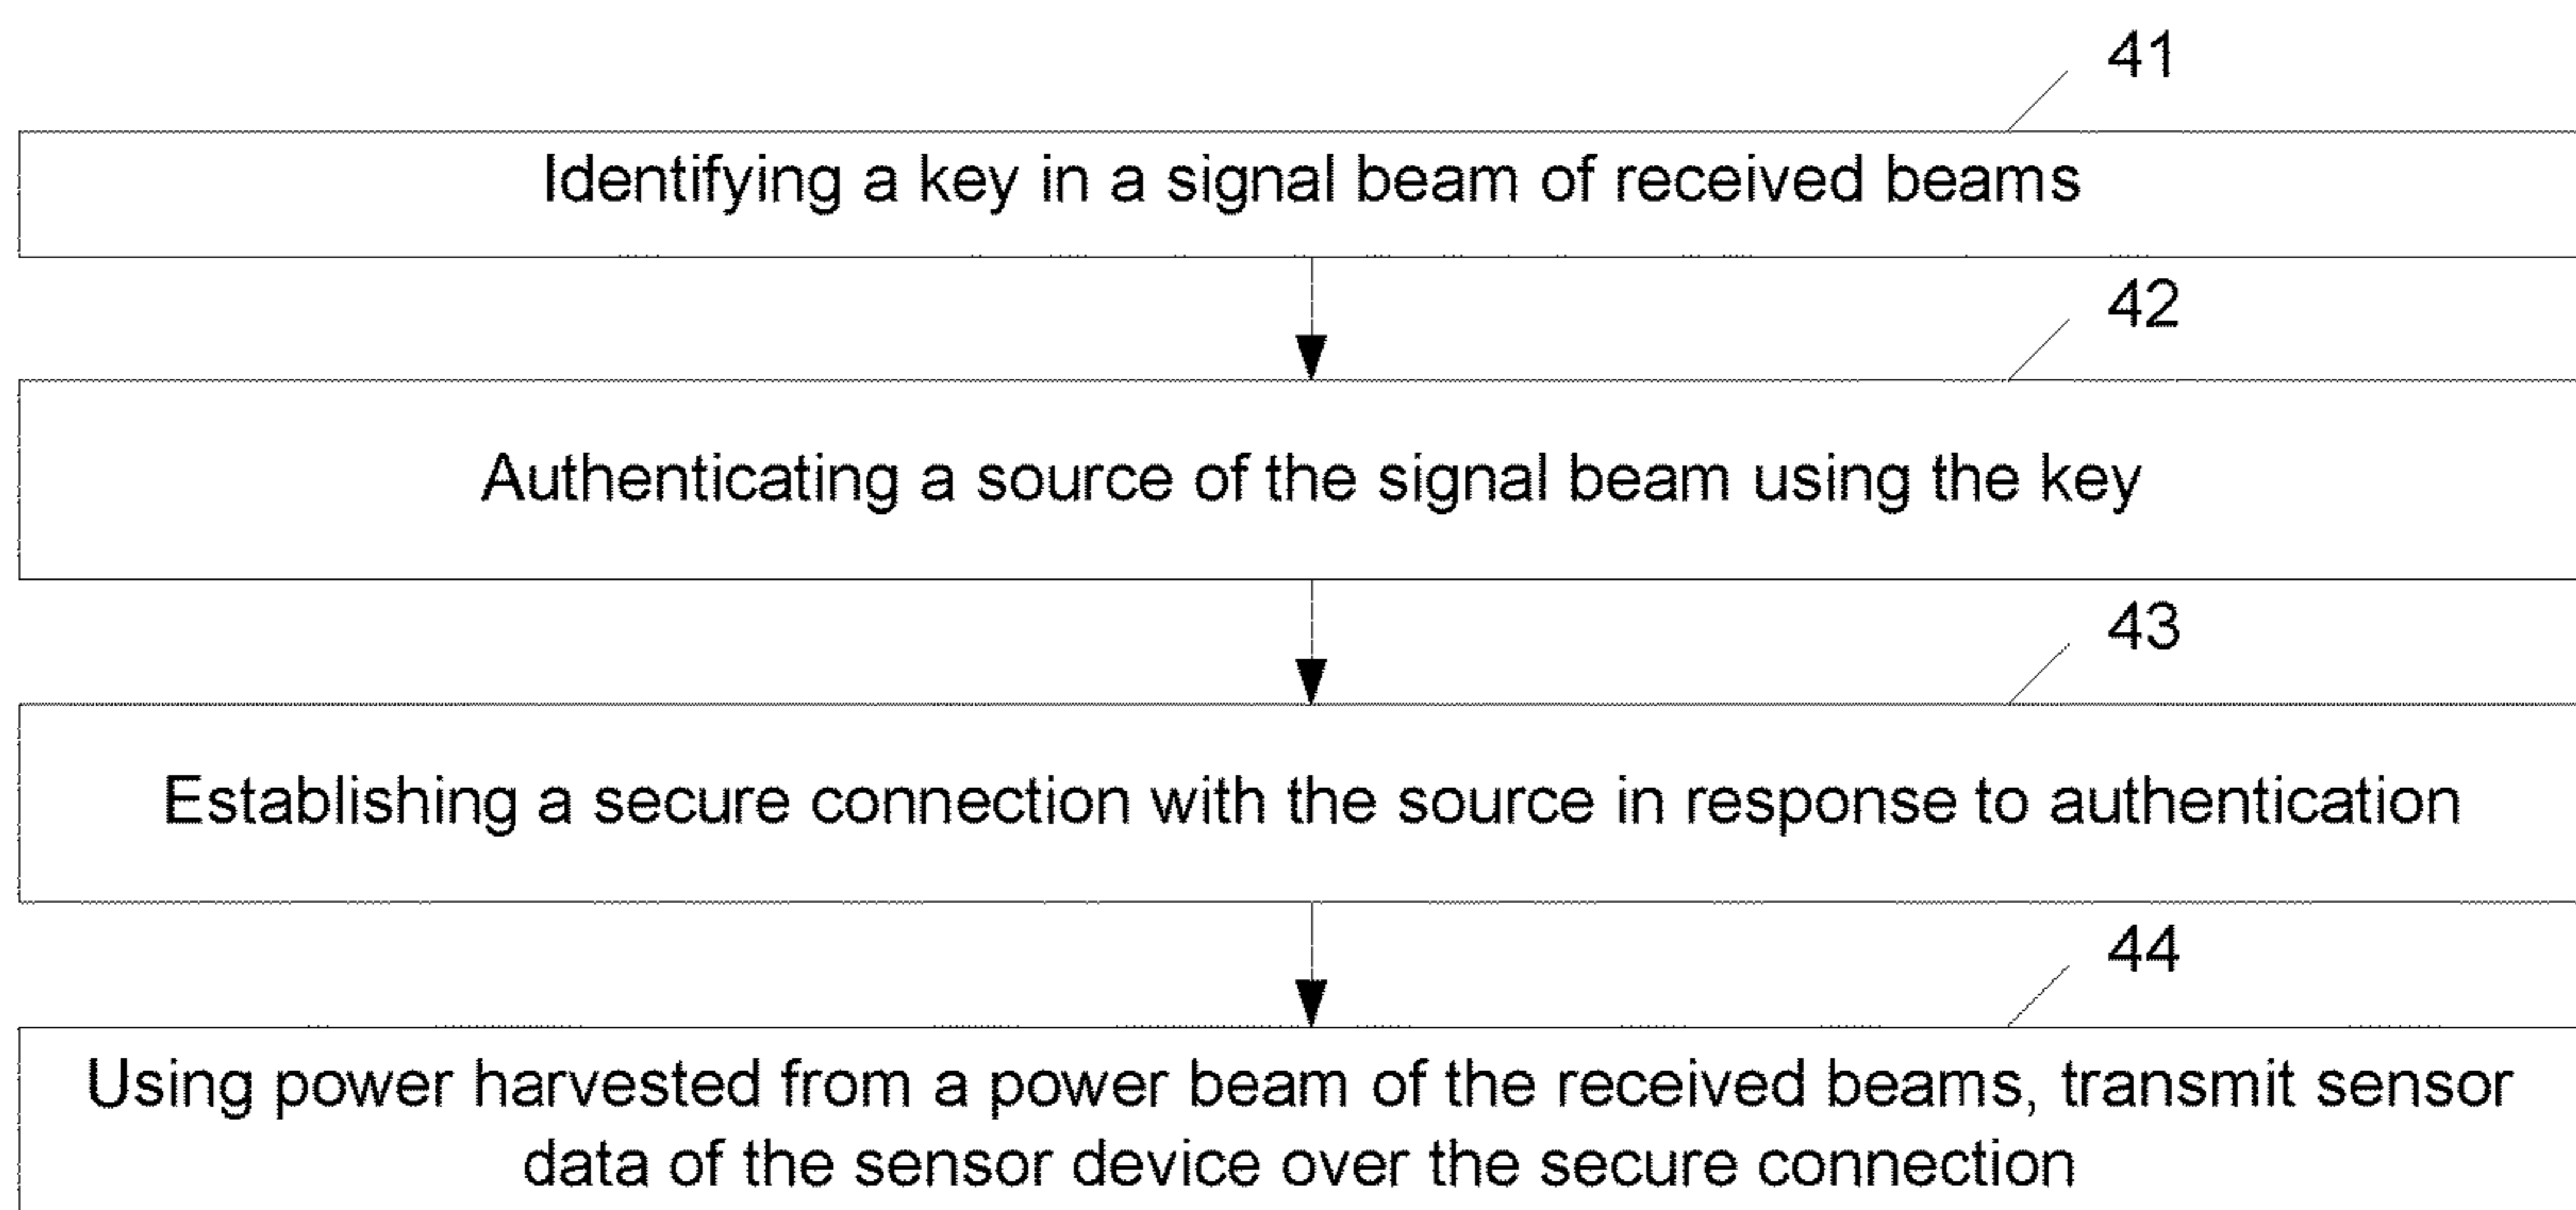 41
Identifying a key in a signal beam of received beams
42
Authenticating a source of the signal beam using the key
43
Establishing a secure connection with the source in response to authentication
44
Using power harvested from a power beam of the received beams, transmit sensor
data of the sensor device over the secure connection